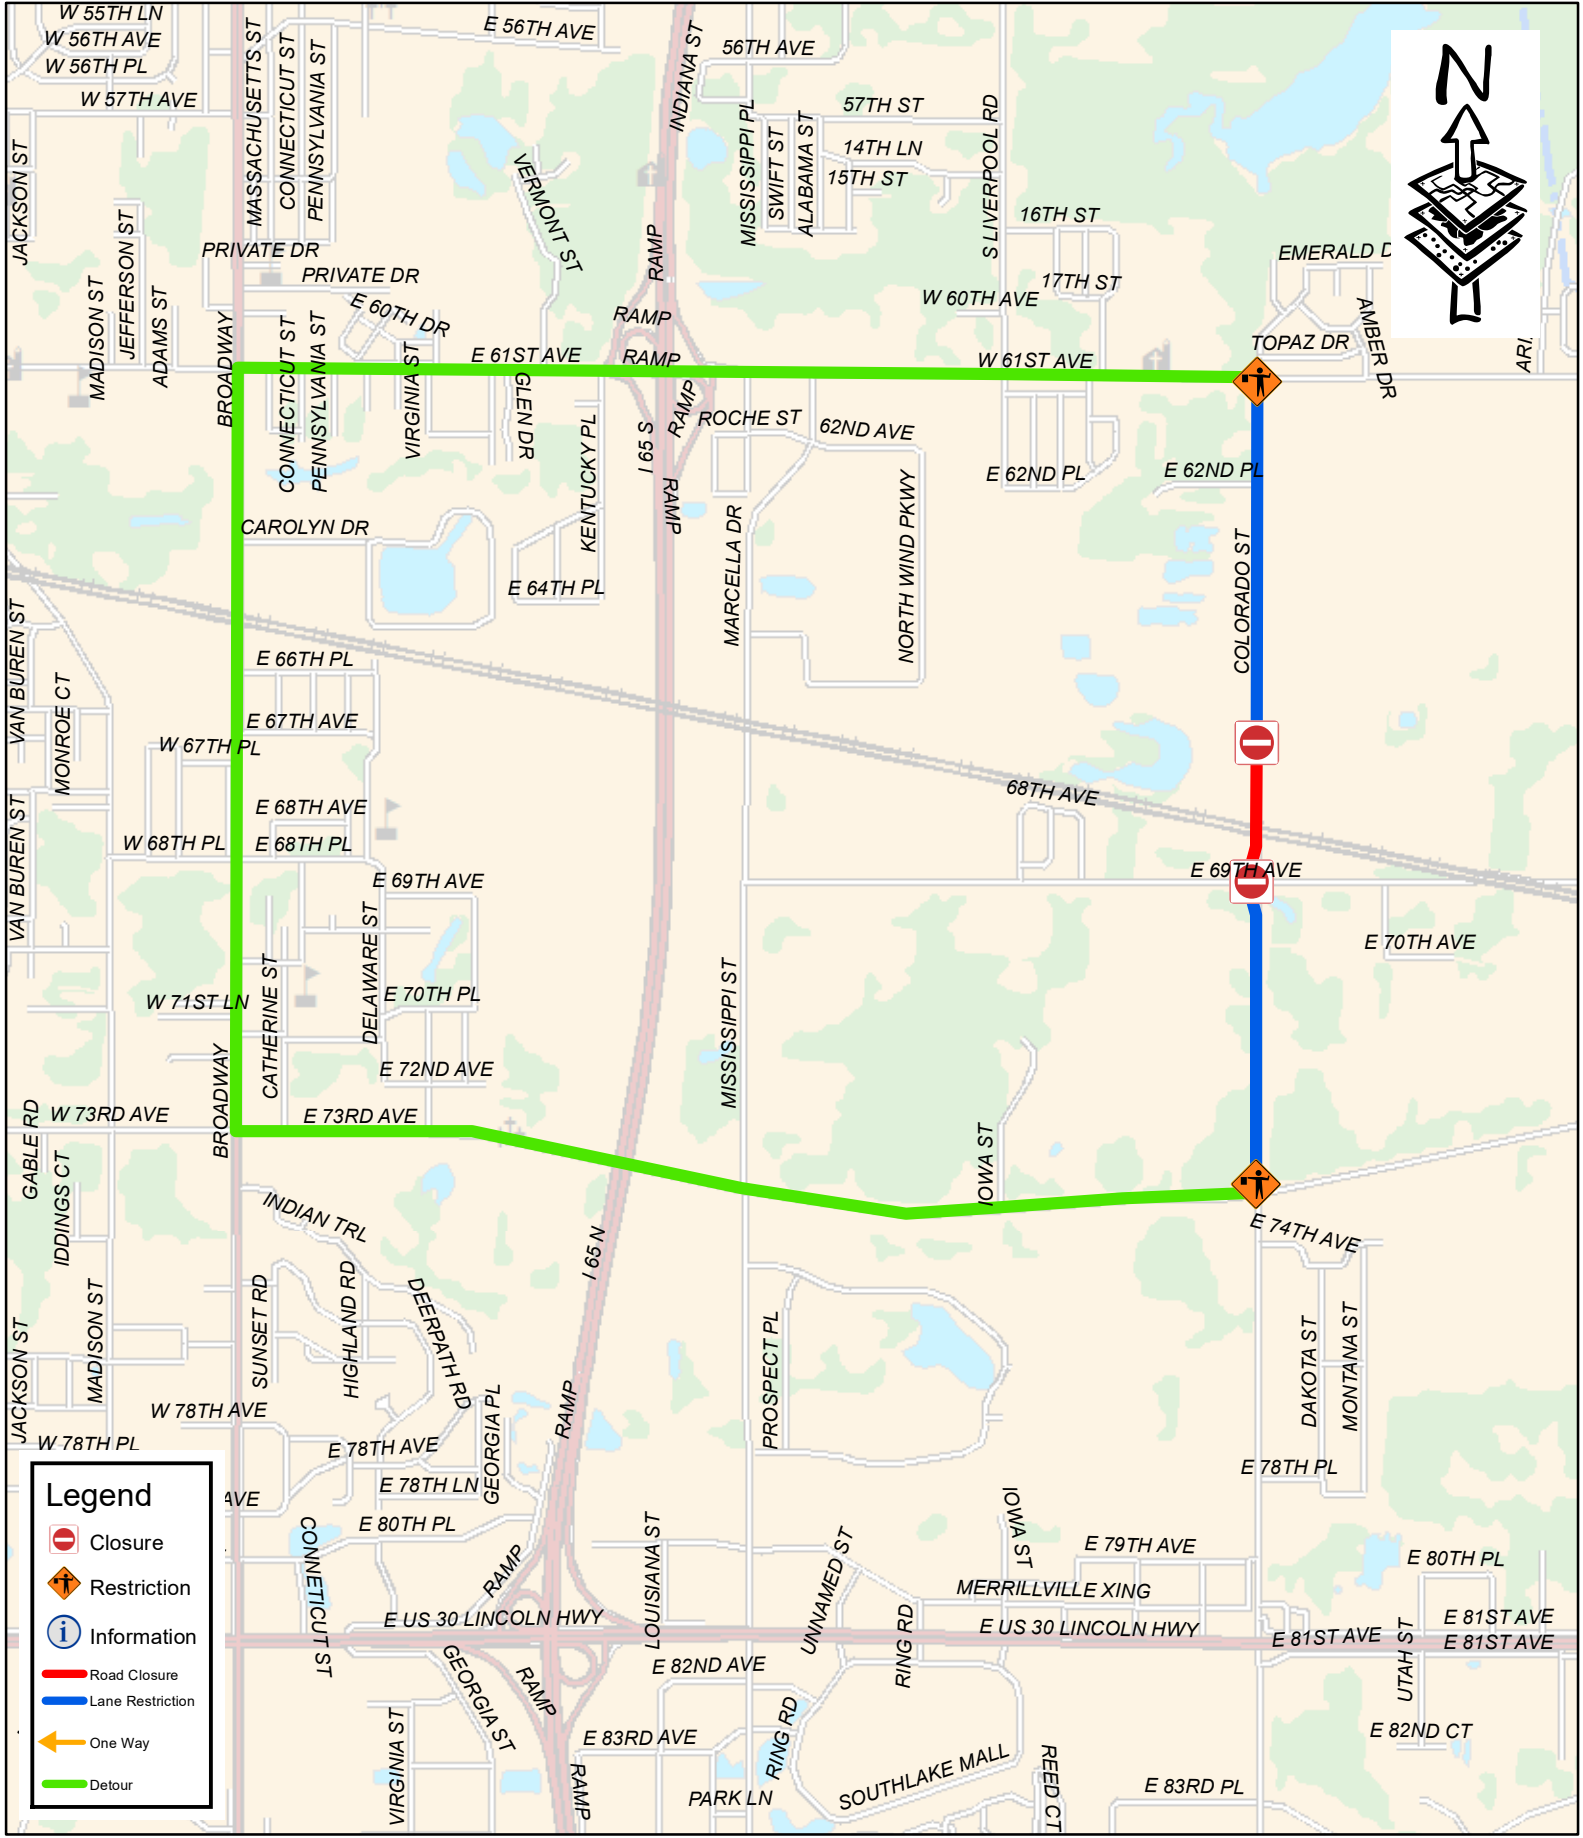 W 55TH LN
W 56TH AVE
W 56TH PL
W 57TH AVE
E 56TH AVE
56TH AVE
INDIANA ST
MASSACHUSETTS ST
CONNECTICUT ST
PENNSYLVANIA ST
JACKSON ST
JEFFERSON ST
MADISON ST
ADAMS ST
VERMONT ST
MISSISSIPPI PL
SWIFT ST
ALABAMA ST
57TH ST
14TH LN
15TH ST
S LIVERPOOL RD
16TH ST
17TH ST
W 60TH AVE
N
EMERALD D
AMBER DR
TOPAZ DR
ARI
PRIVATE DR
PRIVATE DR
E 60TH DR
RAMP
RAMP
RAMP
RAMP
RAMP
BROADWAY
CONNECTICUT ST
PENNSYLVANIA ST
VIRGINIA ST
E 61ST AVE
W 61ST AVE
GLEN DR
KENTUCKY PL
I 65 S
ROCHE ST
62ND AVE
E 62ND PL
E 62ND PL
CAROLYN DR
E 64TH PL
MARCELLA DR
NORTH WIND PKWY
COLORADO ST
VAN BUREN ST
MONROE CT
E 66TH PL
E 67TH AVE
W 67TH PL
E 68TH AVE
W 68TH PL
E 68TH PL
VAN BUREN ST
68TH AVE
E 69TH AVE
E 69TH AVE
E 70TH AVE
DELAWARE ST
CATHERINE ST
W 71ST LN
E 70TH PL
E 72ND AVE
MISSISSIPPI ST
IOWA ST
BROADWAY
W 73RD AVE
E 73RD AVE
GABLE RD
IDDINGS CT
MADISON ST
JACKSON ST
INDIAN TRL
SUNSET RD
HIGHLAND RD
DEERPATH RD
I 65 N
E 74TH AVE
DAKOTA ST
MONTANA ST
PROSPECT PL
RAMP
GEORGIA PL
W 78TH AVE
W 78TH PL
E 78TH AVE
E 78TH LN
E 78TH PL
AVE
E 80TH PL
CONNETICUT ST
RAMP
LOUISIANA ST
UNNAMED ST
IOWA ST
E 79TH AVE
MERRILLVILLE XING
E 80TH PL
E US 30 LINCOLN HWY
E US 30 LINCOLN HWY
RING RD
E 81ST AVE
E 81ST AVE
E 81ST AVE
UTAH ST
GEORGIA ST
RAMP
E 82ND AVE
E 82ND CT
VIRGINIA ST
E 83RD AVE
RING RD
RAMP
PARK LN
SOUTHLAKE MALL
REED CT
E 83RD PL
Legend
Closure
Restriction
i Information
Road Closure
Lane Restriction
One Way
Detour